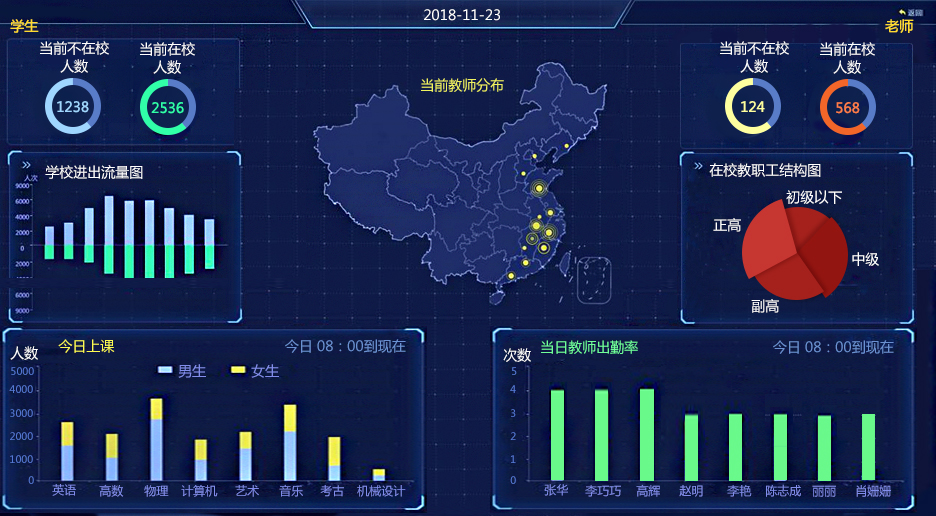 2018-11-23
返回
学生
老师
当前不在校
人数
1238
当前在校
人数
2536
当前教师分布
当前不在校
人数
124
当前在校
人数
568
学校进出流量图
人次
9000
6000
4000
2000
0
2000
6000
9000
在校教职工结构图
初级以下
正高
中级
副高
今日上课
今日 08：00到现在
人数
男生
女生
5000
4000
3000
2000
1000
0
英语
高数
物理
计算机
艺术
音乐
考古
机械设计
当日教师出勤率
今日 08：00到现在
次数
5
4
3
2
1
0
张华
李巧巧
高辉
赵明
李艳
陈志成
丽丽
肖姗姗